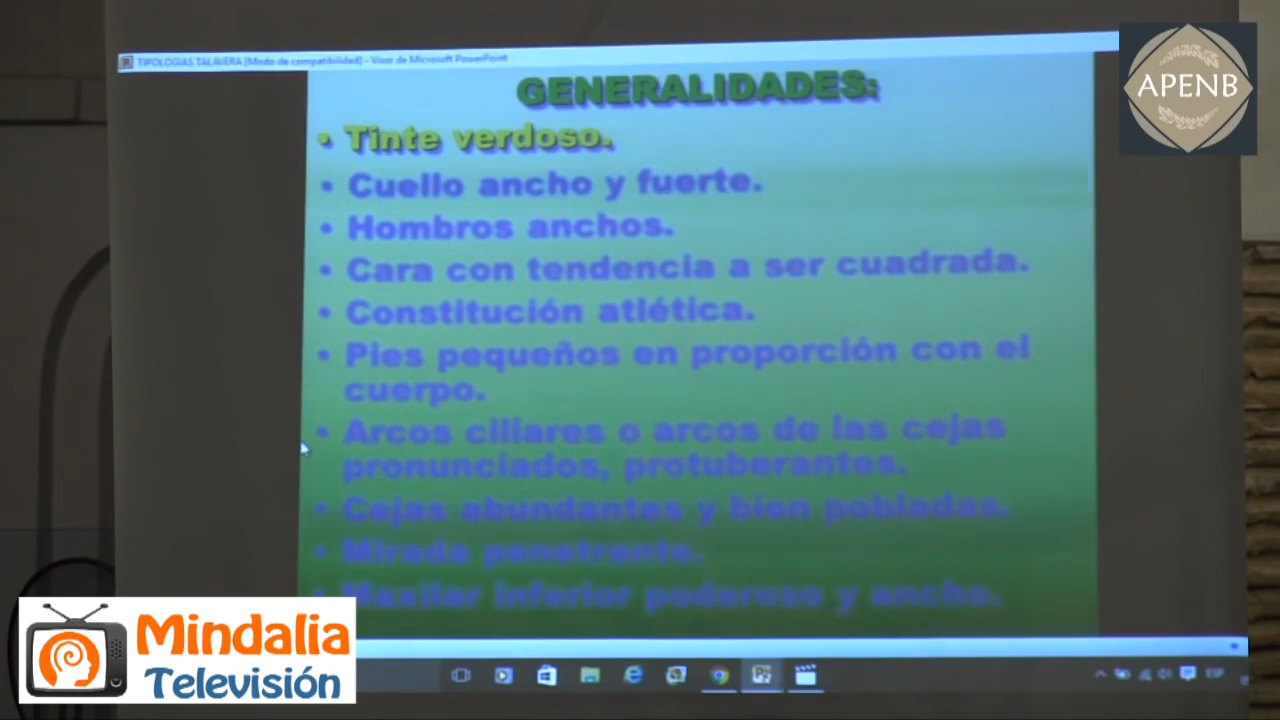 TIPOLOGIAS TALAVERA [Modo de compatibilidad] - Visor de Microsoft PowerPoint
APENB
GENERALIDADES:
• Tinte verdoso.
• Cuello ancho y fuerte.
• Hombros anchos.
• Cara con tendencia a ser cuadrada.
• Constitución atlética.
• Pies pequeños en proporción con el
cuerpo.
• Arcos ciliares o arcos de las cejas
pronunciados, protuberantes.
• Cejas abundantes y bien pobladas.
• Mirada penetrante.
• Maxilar inferior poderoso y ancho.
Mindalia
Televisión
ESP